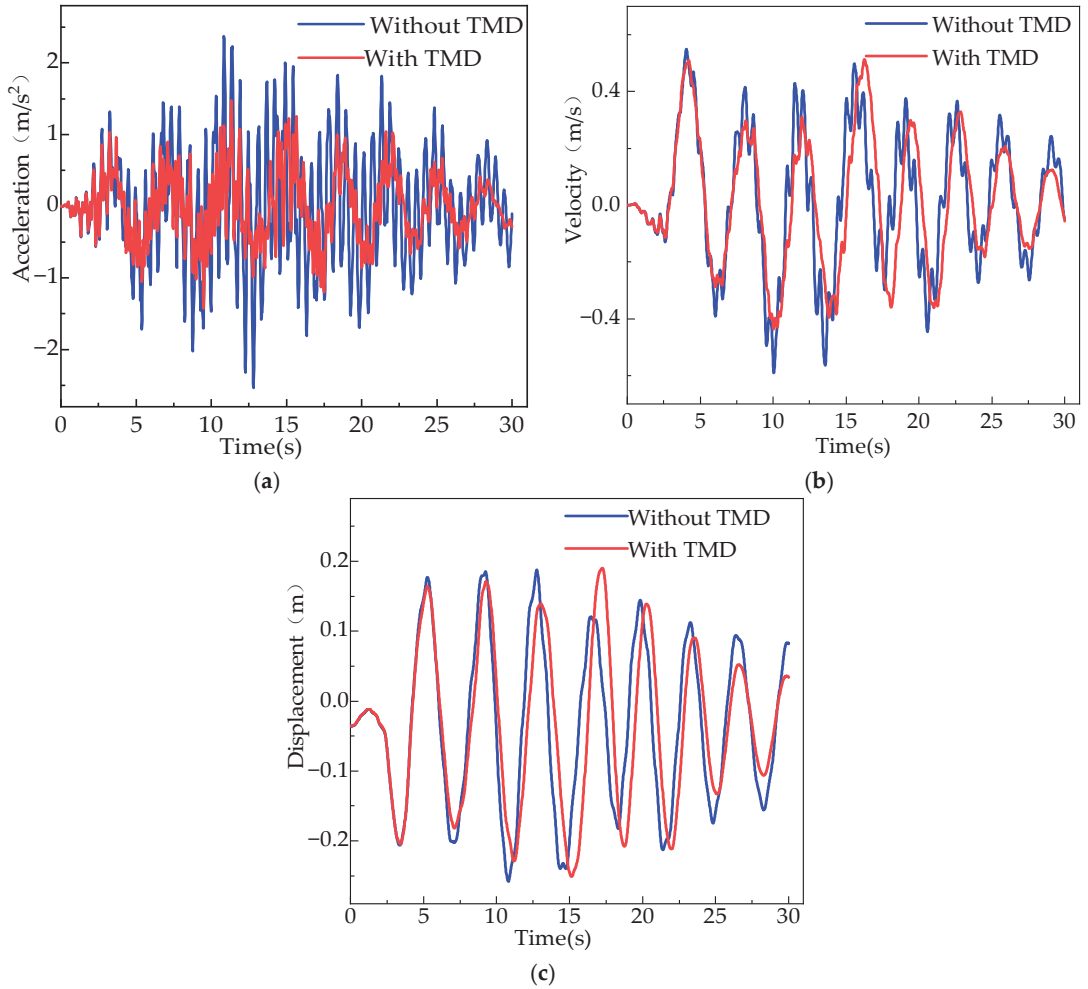 Without TMD
With TMD
Acceleration（m/s²）
2
1
0
−1
−2
0 5 10 15 20 25 30
Time(s)
(a)
Without TMD
With TMD
Velocity（m/s）
0.4
0.0
−0.4
0 5 10 15 20 25 30
Time(s)
(b)
Without TMD
With TMD
Displacement（m）
0.2
0.1
0.0
−0.1
−0.2
0 5 10 15 20 25 30
Time(s)
(c)